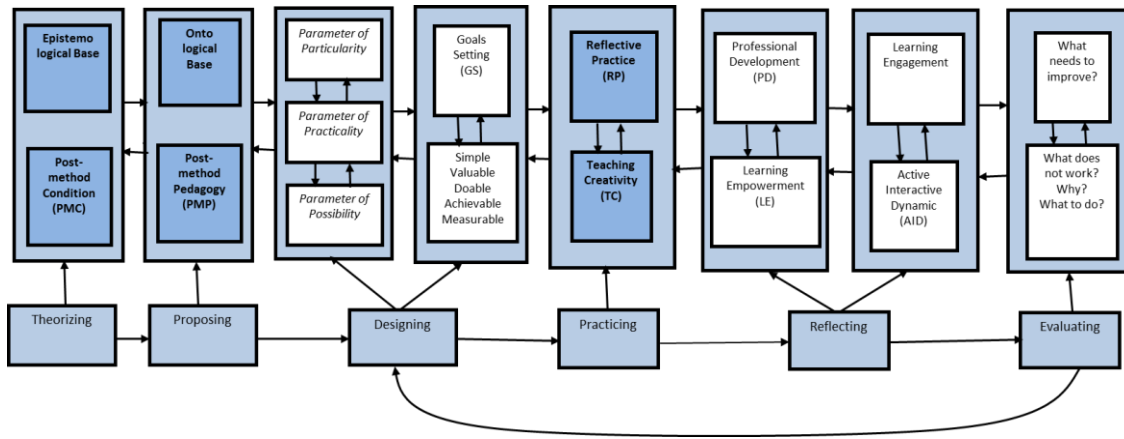 Epistemo
logical Base
Post-
method
Condition
(PMC)
Onto
logical
Base
Post-
method
Pedagogy
(PMP)
Parameter
of
Particularity
Parameter of
Practicality
Parameter of
Possibility
Goals
Setting
(GS)
Simple
Valuable
Doable
Achievable
Measurable
Reflective
Practice
(RP)
Teaching
Creativity
(TC)
Professional
Development
(PD)
Learning
Empowerment
(LE)
Learning
Engagement
Active
Interactive
Dynamic
(AID)
What
needs to
improve?
What does
not work?
Why?
What to do?
Theorizing
Proposing
Designing
Practicing
Reflecting
Evaluating